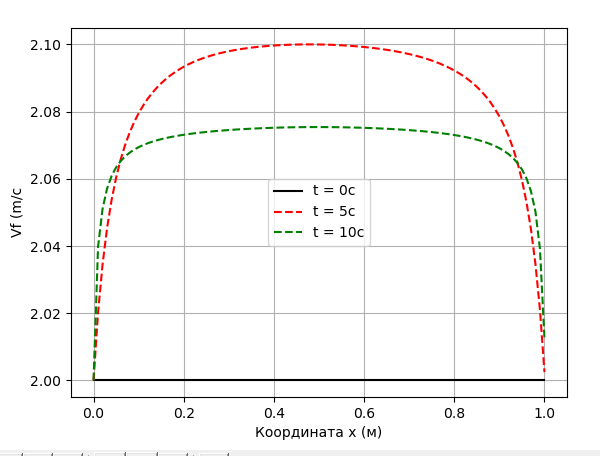 2.10
2.08
2.06
2.04
2.02
2.00
Vf (m/c
t = 0c
t = 5c
t = 10c
0.0 0.2 0.4 0.6 0.8 1.0
Координата x (м)